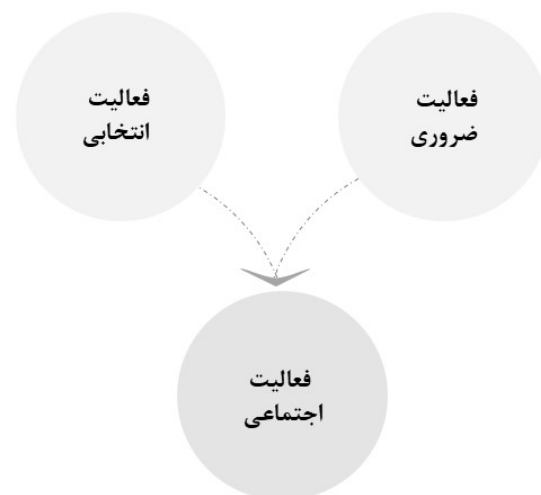 فعالیت
ضروری
فعالیت
انتخابی
فعالیت
اجتماعی